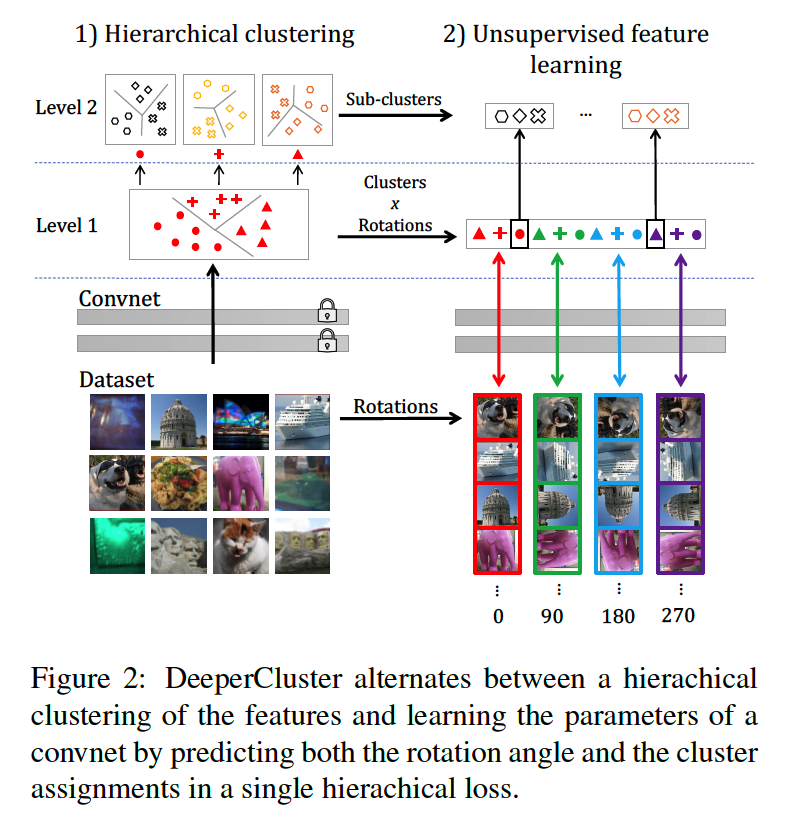 1) Hierarchical clustering
2) Unsupervised feature
learning
Level 2
Sub-clusters
...
Level 1
Clusters
x
Rotations
Convnet
Dataset
Rotations
... ... ... ...
0 90 180 270
Figure 2: DeeperCluster alternates between a hierachical
clustering of the features and learning the parameters of a
convnet by predicting both the rotation angle and the cluster
assignments in a single hierachical loss.